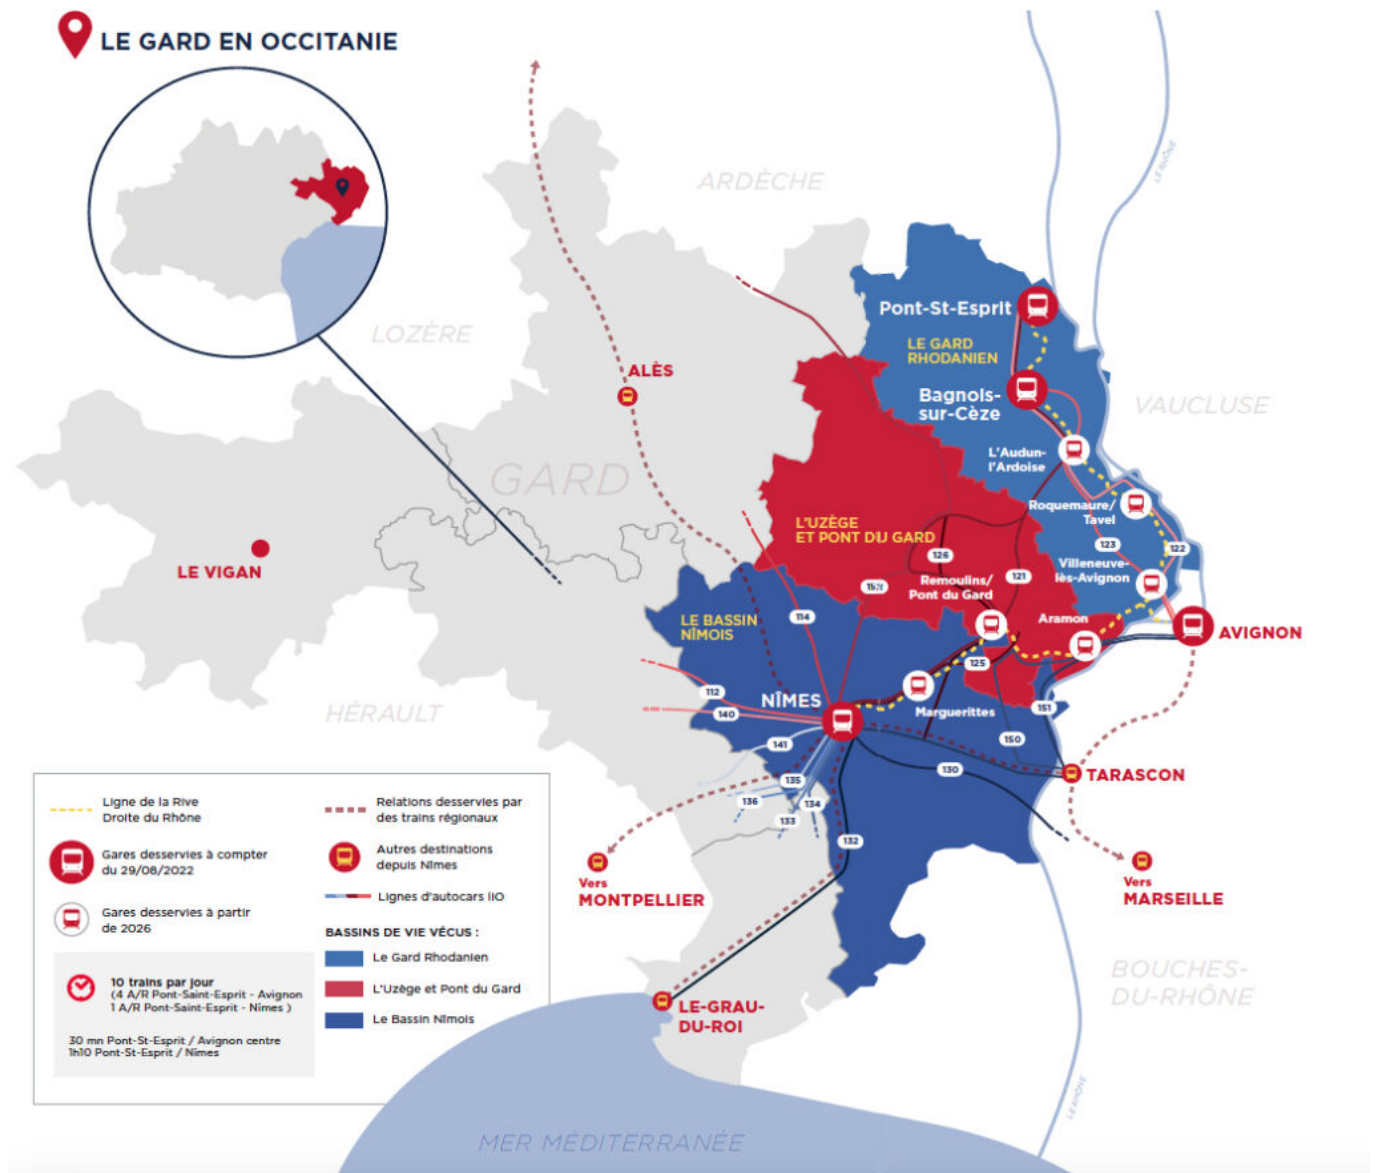 LE GARD EN OCCITANIE
ARDÈCHE
LE RHÔNE
LOZÈRE
Pont-St-Esprit
LE GARD
RHODANIEN
ALÈS
Bagnols-
sur-Cèze
VAUCLUSE
L'Audun-
l'Ardoise
GARD
Roquemaure/
Tavel
L'UZÈGE
ET PONT DU GARD
123
122
126
Villeneuve-
lès-Avignon
LE VIGAN
121
Remoulins/
Pont du Gard
114
LE BASSIN
NÎMOIS
Aramon
AVIGNON
125
112
NÎMES
140
Marguerittes
151
HÉRAULT
141
150
130
TARASCON
135
136
134
133
132
Vers
MONTPELLIER
Vers
MARSEILLE
BOUCHES-
DU-RHÔNE
LE-GRAU-
DU-ROI
LE RHÔNE
MER MÉDITERRANÉE
Ligne de la Rive
Droite du Rhône
Gares desservies à compter
du 29/08/2022
Gares desservies à partir
de 2026
10 trains par jour
(4 A/R Pont-Saint-Esprit - Avignon
1 A/R Pont-Saint-Esprit - Nîmes )
30 mn Pont-St-Esprit / Avignon centre
1h10 Pont-St-Esprit / Nîmes
Relations desservies par
des trains régionaux
Autres destinations
depuis Nîmes
Lignes d'autocars liO
BASSINS DE VIE VÉCUS :
Le Gard Rhodanien
L'Uzège et Pont du Gard
Le Bassin Nîmois